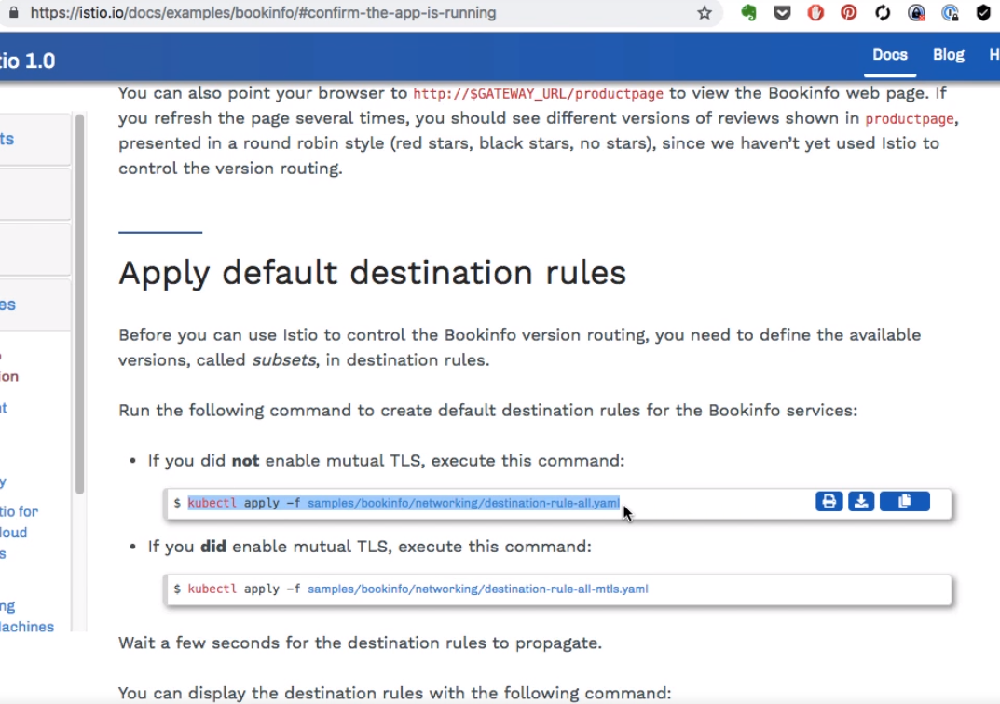 https://istio.io/docs/examples/bookinfo/#confirm-the-app-is-running
tio 1.0
Docs
Blog
H
You can also point your browser to http://$GATEWAY_URL/productpage to view the Bookinfo web page. If
you refresh the page several times, you should see different versions of reviews shown in productpage,
presented in a round robin style (red stars, black stars, no stars), since we haven’t yet used Istio to
control the version routing.
Apply default destination rules
Before you can use Istio to control the Bookinfo version routing, you need to define the available
versions, called subsets, in destination rules.
Run the following command to create default destination rules for the Bookinfo services:
• If you did not enable mutual TLS, execute this command:
$ kubectl apply -f samples/bookinfo/networking/destination-rule-all.yaml
• If you did enable mutual TLS, execute this command:
$ kubectl apply -f samples/bookinfo/networking/destination-rule-all-mtls.yaml
Wait a few seconds for the destination rules to propagate.
You can display the destination rules with the following command:
ts
es
ion
nt
y
tio for
loud
s
ng
Machines